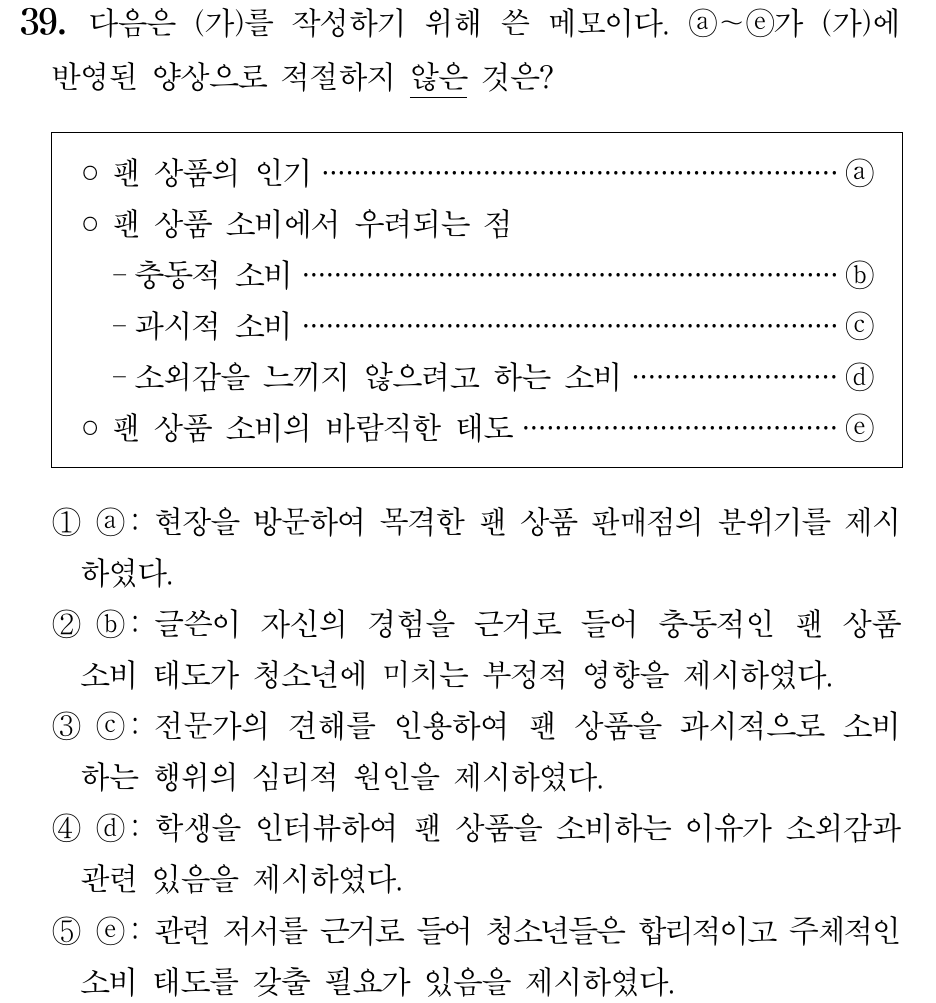 39. 다음은 (가)를 작성하기 위해 쓴 메모이다. ⓐ~ⓔ가 (가)에
반영된 양상으로 적절하지 않은 것은?
○ 팬 상품의 인기 ⓐ
○ 팬 상품 소비에서 우려되는 점
- 충동적 소비 ⓑ
- 과시적 소비 ⓒ
- 소외감을 느끼지 않으려고 하는 소비 ⓓ
○ 팬 상품 소비의 바람직한 태도 ⓔ
① ⓐ: 현장을 방문하여 목격한 팬 상품 판매점의 분위기를 제시
하였다.
② ⓑ: 글쓴이 자신의 경험을 근거로 들어 충동적인 팬 상품
소비 태도가 청소년에 미치는 부정적 영향을 제시하였다.
③ ⓒ: 전문가의 견해를 인용하여 팬 상품을 과시적으로 소비
하는 행위의 심리적 원인을 제시하였다.
④ ⓓ: 학생을 인터뷰하여 팬 상품을 소비하는 이유가 소외감과
관련 있음을 제시하였다.
⑤ ⓔ: 관련 저서를 근거로 들어 청소년들은 합리적이고 주체적인
소비 태도를 갖출 필요가 있음을 제시하였다.